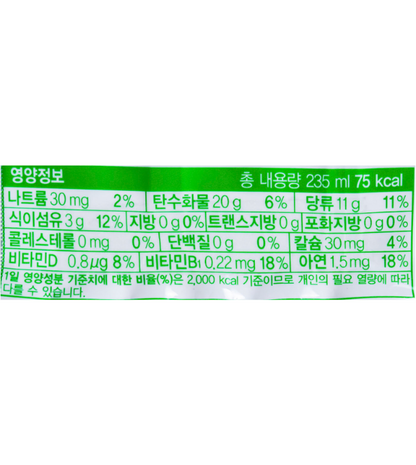 영양정보 총 내용량 235 ml 75 kcal
나트륨 30 mg 2% 탄수화물 20 g 6% 당류 11 g 11%
식이섬유 3 g 12% 지방 0 g 0% 트랜스지방 0 g 포화지방 0 g 0%
콜레스테롤 0 mg 0% 단백질 0 g 0% 칼슘 30 mg 4%
비타민D 0.8 µg 8% 비타민B1 0.22 mg 18% 아연 1.5 mg 18%
1일 영양성분 기준치에 대한 비율(%)은 2,000 kcal 기준이므로 개인의 필요 열량에 따라
다를 수 있습니다.